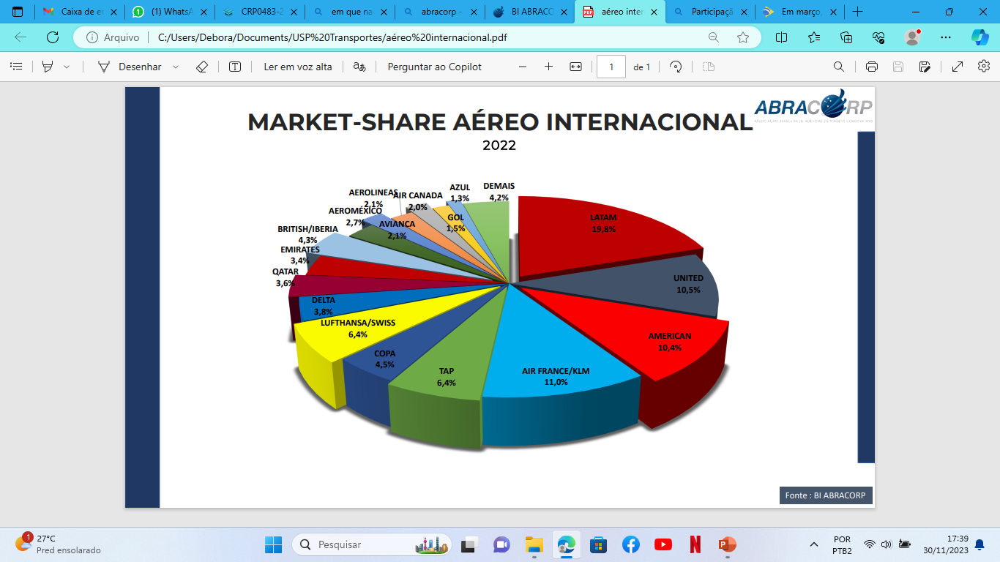 Caixa de en
(1) WhatsA
CRP0483-2
em que na
abracorp -
BI ABRACO
aéreo inter
Participaçã
Em março,
Arquivo
C:/Users/Debora/Documents/USP%20Transportes/aéreo%20internacional.pdf
Desenhar
Ler em voz alta
aあ
Perguntar ao Copilot
1
de 1
ABRACORP
MARKET-SHARE AÉREO INTERNACIONAL
2022
DEMAIS
4,2%
AZUL
1,3%
AEROLINEAS
2,1%
AIR CANADA
2,0%
AEROMÉXICO
2,7%
GOL
1,5%
AVIANCA
2,1%
BRITISH/IBERIA
4,3%
EMIRATES
3,4%
QATAR
3,6%
DELTA
3,8%
LUFTHANSA/SWISS
6,4%
COPA
4,5%
TAP
6,4%
AIR FRANCE/KLM
11,0%
AMERICAN
10,4%
UNITED
10,5%
LATAM
19,8%
Fonte : BI ABRACORP
1
27°C
Pred ensolarado
Pesquisar
POR
PTB2
17:39
30/11/2023